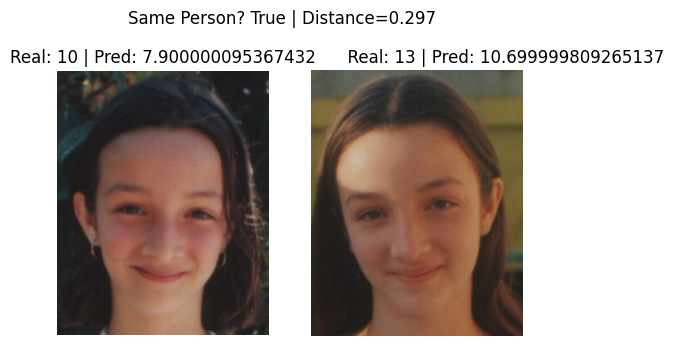 Same Person? True | Distance=0.297
Real: 10 | Pred: 7.900000095367432
Real: 13 | Pred: 10.699999809265137